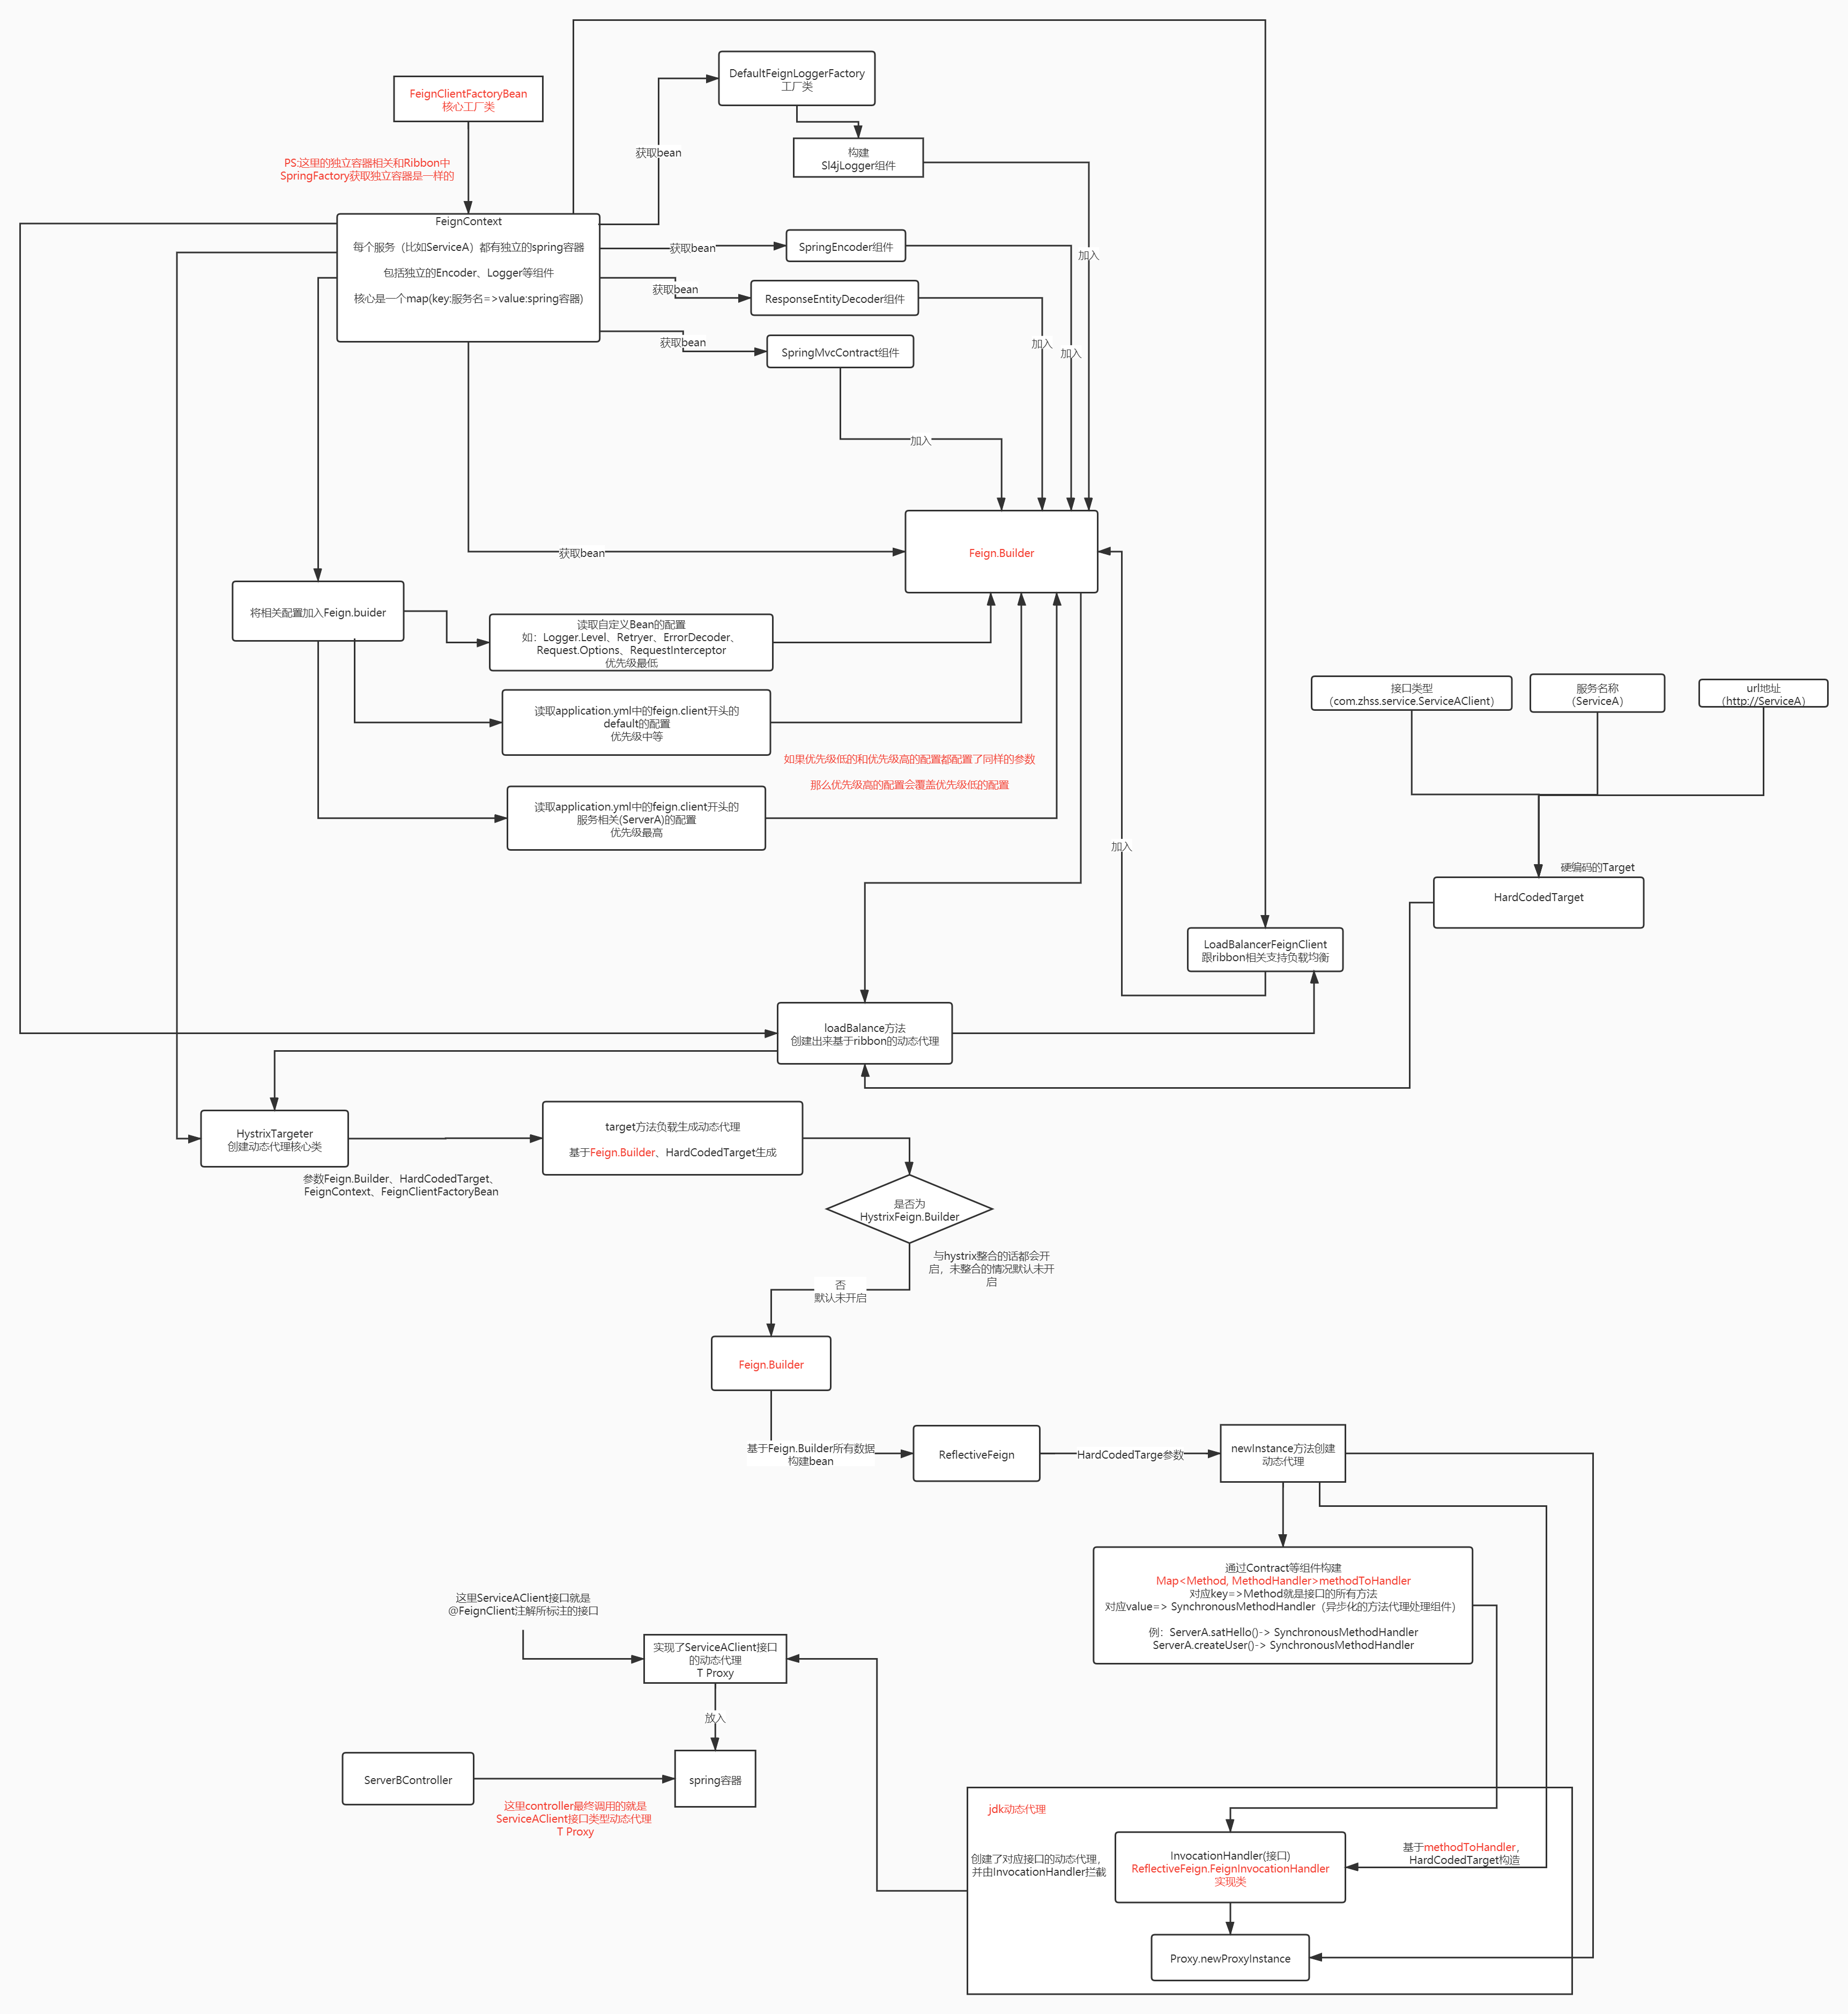 FeignClientFactoryBean
核心工厂类
PS:这里的独立容器相关和Ribbon中
SpringFactory获取独立容器是一样的
DefaultFeignLoggerFactory
工厂类
获取bean
构建
Sl4jLogger组件
FeignContext
每个服务（比如ServiceA）都有独立的spring容器
包括独立的Encoder、Logger等组件
核心是一个map(key:服务名=>value:spring容器)
获取bean
SpringEncoder组件
加入
获取bean
ResponseEntityDecoder组件
获取bean
SpringMvcContract组件
加入
加入
加入
获取bean
Feign.Builder
将相关配置加入Feign.buider
读取自定义Bean的配置
如：Logger.Level、Retryer、ErrorDecoder、
Request.Options、RequestInterceptor
优先级最低
读取application.yml中的feign.client开头的
default的配置
优先级中等
如果优先级低的和优先级高的配置都配置了同样的参数
那么优先级高的配置会覆盖优先级低的配置
读取application.yml中的feign.client开头的
服务相关(ServerA)的配置
优先级最高
接口类型
（com.zhss.service.ServiceAClient）
服务名称
（ServiceA）
url地址
（http://ServiceA）
加入
硬编码的Target
HardCodedTarget
LoadBalancerFeignClient
跟ribbon相关支持负载均衡
loadBalance方法
创建出来基于ribbon的动态代理
HystrixTargeter
创建动态代理核心类
参数Feign.Builder、HardCodedTarget、
FeignContext、FeignClientFactoryBean
target方法负载生成动态代理
基于Feign.Builder、HardCodedTarget生成
是否为
HystrixFeign.Builder
与hystrix整合的话都会开
启，未整合的情况默认未开
启
否
默认未开启
Feign.Builder
基于Feign.Builder所有数据
构建bean
ReflectiveFeign
HardCodedTarge参数
newInstance方法创建
动态代理
通过Contract等组件构建
Map<Method, MethodHandler>methodToHandler
对应key=>Method就是接口的所有方法
对应value=> SynchronousMethodHandler（异步化的方法代理处理组件）
例：ServerA.satHello()-> SynchronousMethodHandler
ServerA.createUser()-> SynchronousMethodHandler
这里ServiceAClient接口就是
@FeignClient注解所标注的接口
实现了ServiceAClient接口
的动态代理
T Proxy
放入
ServerBController
spring容器
这里controller最终调用的就是
ServiceAClient接口类型动态代理
T Proxy
jdk动态代理
创建了对应接口的动态代理，
并由InvocationHandler拦截
InvocationHandler(接口)
ReflectiveFeign.FeignInvocationHandler
实现类
基于methodToHandler，
HardCodedTarget构造
Proxy.newProxyInstance